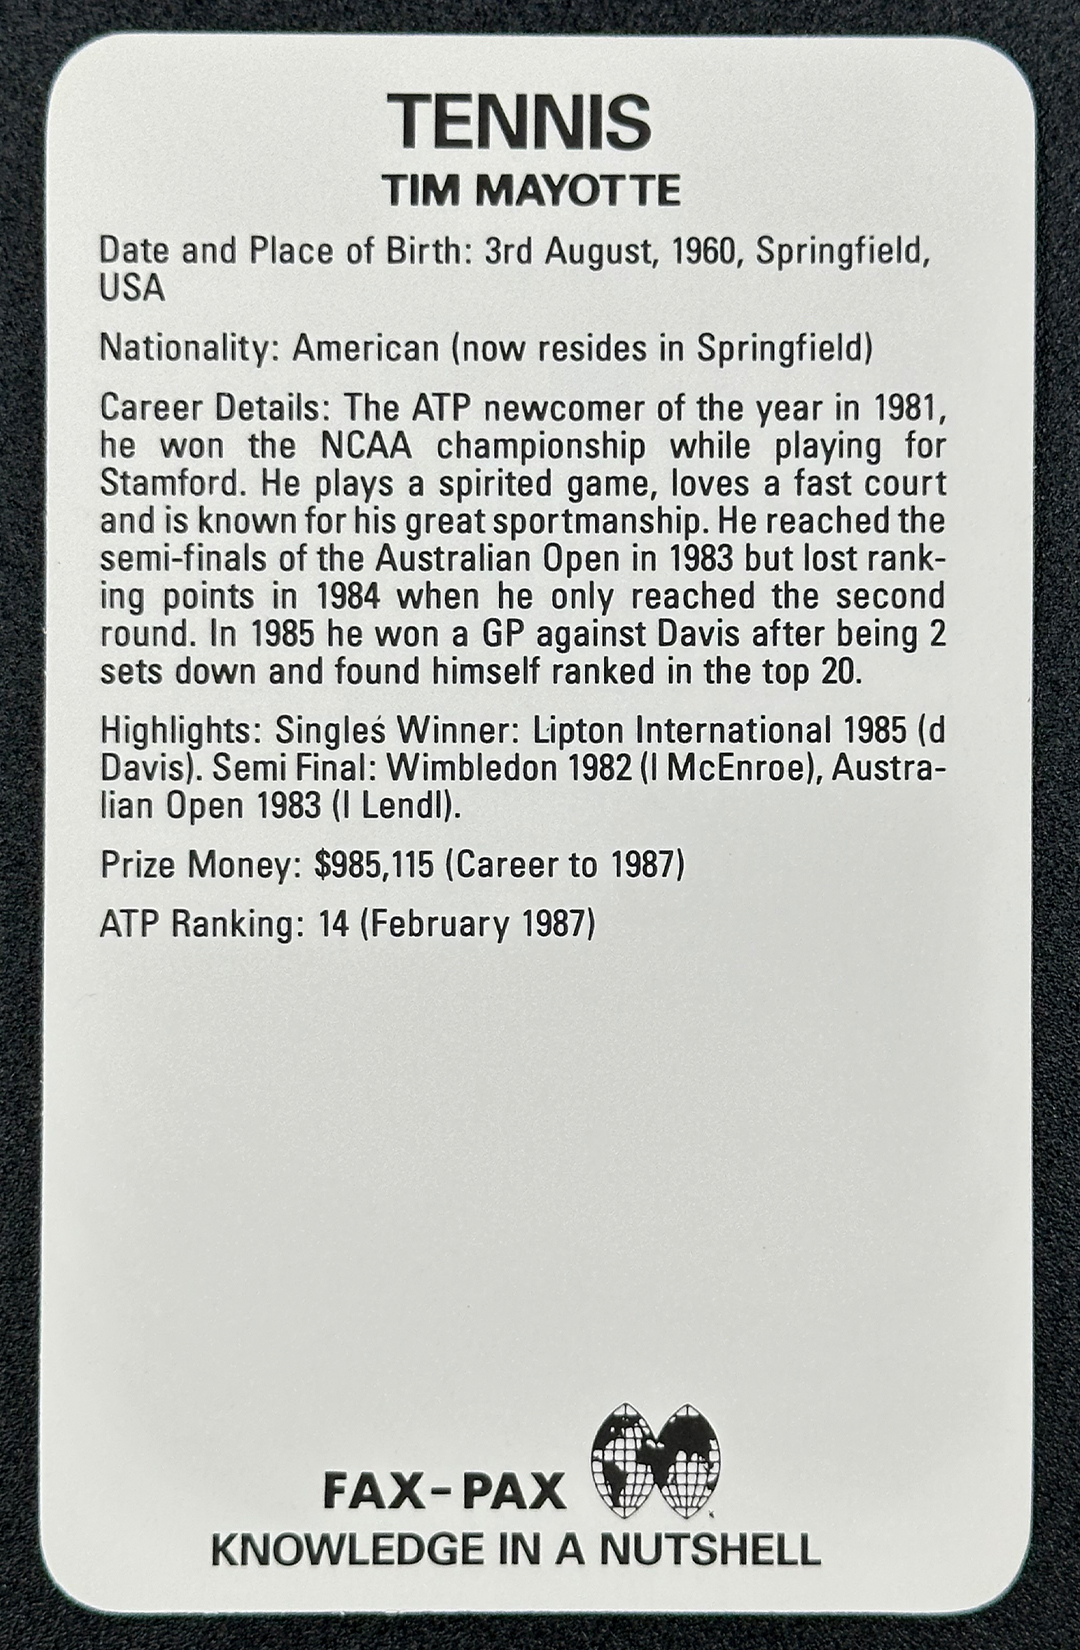 TENNIS
TIM MAYOTTE
Date and Place of Birth: 3rd August, 1960, Springfield,
USA
Nationality: American (now resides in Springfield)
Career Details: The ATP newcomer of the year in 1981,
he won the NCAA championship while playing for
Stamford. He plays a spirited game, loves a fast court
and is known for his great sportmanship. He reached the
semi-finals of the Australian Open in 1983 but lost rank-
ing points in 1984 when he only reached the second
round. In 1985 he won a GP against Davis after being 2
sets down and found himself ranked in the top 20.
Highlights: Singleś Winner: Lipton International 1985 (d
Davis). Semi Final: Wimbledon 1982 (l McEnroe), Austra-
lian Open 1983 (l Lendl).
Prize Money: $985,115 (Career to 1987)
ATP Ranking: 14 (February 1987)
FAX-PAX
KNOWLEDGE IN A NUTSHELL